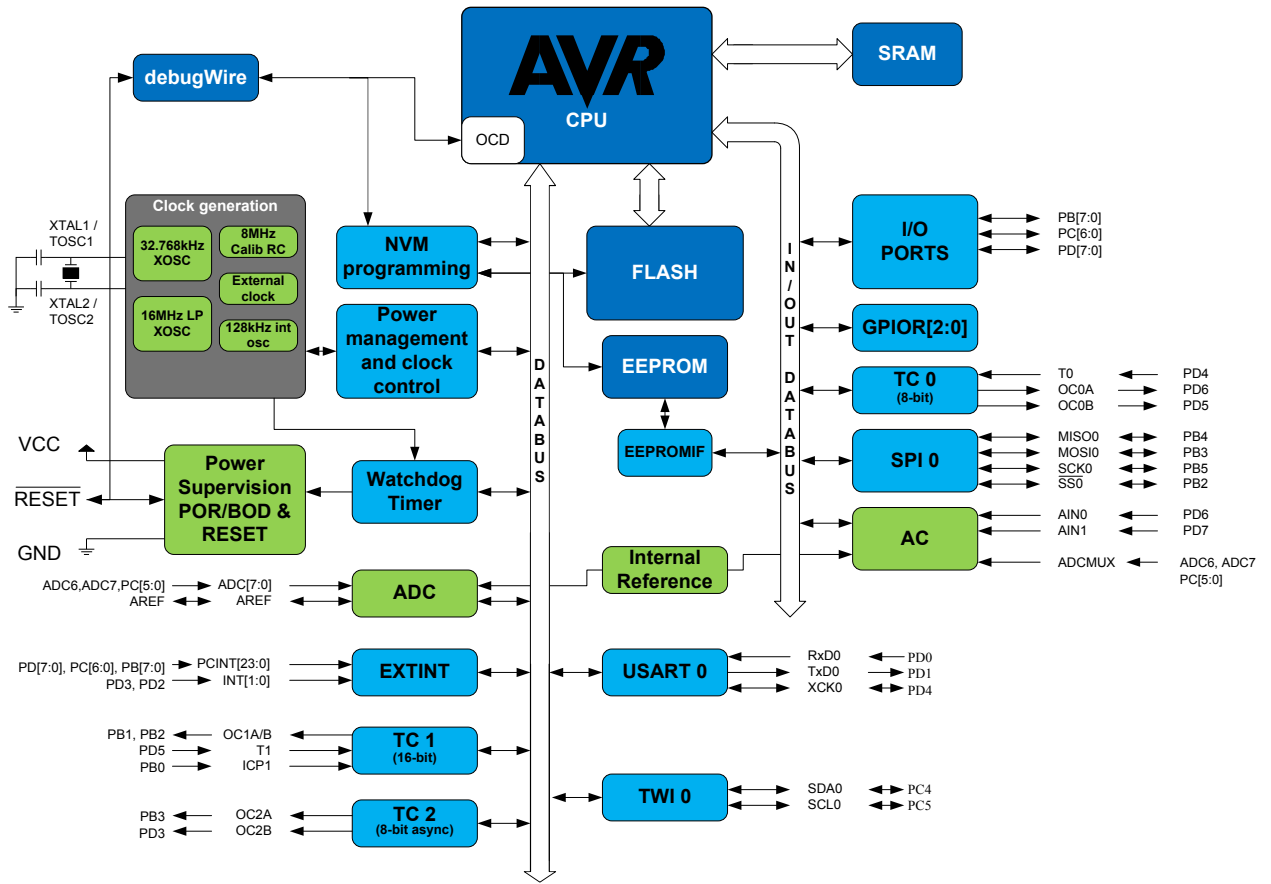 AVR
CPU
OCD
SRAM
debugWire
Clock generation
32.768kHz
XOSC
8MHz
Calib RC
External
clock
16MHz LP
XOSC
128kHz int
osc
XTAL1 /
TOSC1
XTAL2 /
TOSC2
NVM
programming
Power
management
and clock
control
FLASH
EEPROM
EEPROMIF
DATABUS
IN/OUT DATABUS
I/O
PORTS
PB[7:0]
PC[6:0]
PD[7:0]
GPIOR[2:0]
TC 0
(8-bit)
T0 PD4
OC0A PD6
OC0B PD5
SPI 0
MISO0 PB4
MOSI0 PB3
SCK0 PB5
SS0 PB2
AC
AIN0 PD6
AIN1 PD7
ADCMUX ADC6, ADC7
PC[5:0]
VCC
RESET
GND
Power
Supervision
POR/BOD &
RESET
Watchdog
Timer
Internal
Reference
ADC6,ADC7,PC[5:0] ADC[7:0]
AREF AREF
ADC
PD[7:0], PC[6:0], PB[7:0] PCINT[23:0]
PD3, PD2 INT[1:0]
EXTINT
USART 0
RxD0 PD0
TxD0 PD1
XCK0 PD4
PB1, PB2 OC1A/B
PD5 T1
PB0 ICP1
TC 1
(16-bit)
TWI 0
SDA0 PC4
SCL0 PC5
PB3 OC2A
PD3 OC2B
TC 2
(8-bit async)